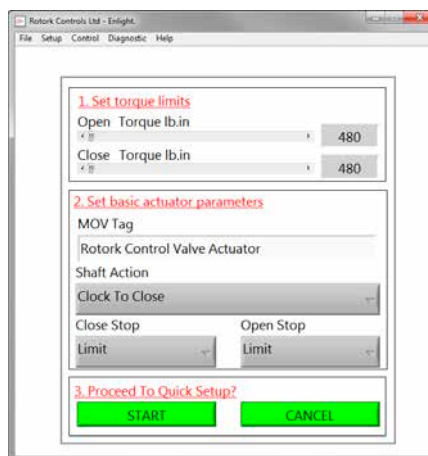 Rotork Controls Ltd - Enlight.
File Setup Control Diagnostic Help
1. Set torque limits
Open Torque lb.in
480
Close Torque lb.in
480
2. Set basic actuator parameters
MOV Tag
Rotork Control Valve Actuator
Shaft Action
Clock To Close
Close Stop Open Stop
Limit Limit
3. Proceed To Quick Setup?
START CANCEL